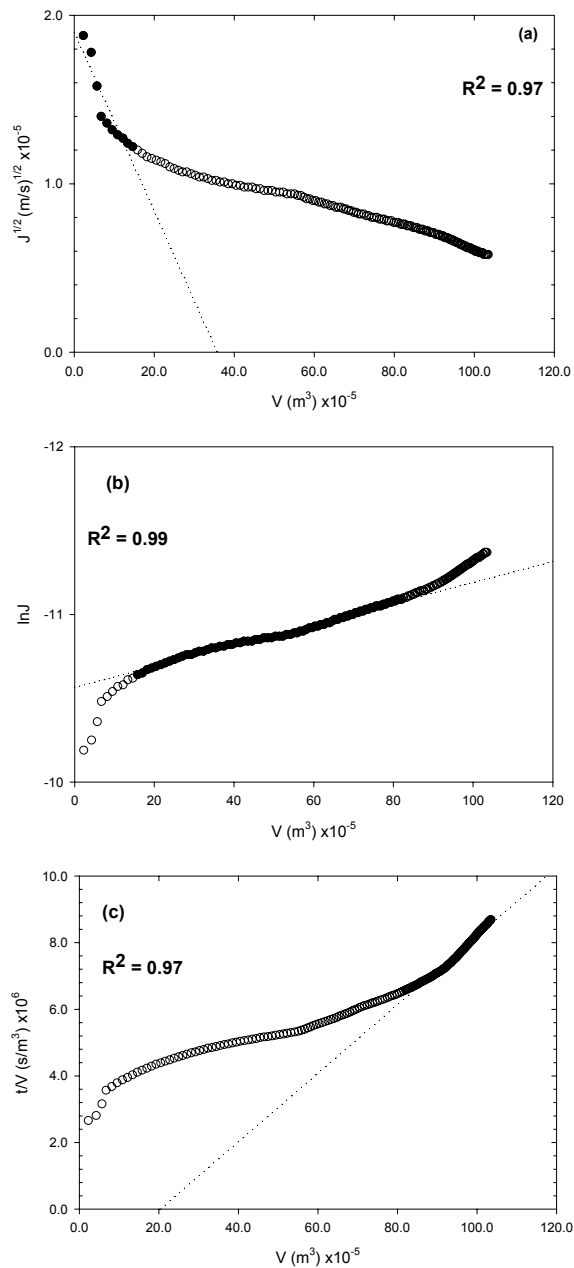 (a)
R² = 0.97
2.0
1.0
0.0
J^1/2 (m/s)^1/2 x10^-5
0.0 20.0 40.0 60.0 80.0 100.0 120.0
V (m³) x10^-5
(b)
R² = 0.99
-12
-11
-10
lnJ
0 20 40 60 80 100 120
V (m³) x10^-5
(c)
R² = 0.97
10.0
8.0
6.0
4.0
2.0
0.0
t/V (s/m³) x10^6
0.0 20.0 40.0 60.0 80.0 100.0 120.0
V (m³) x10^-5